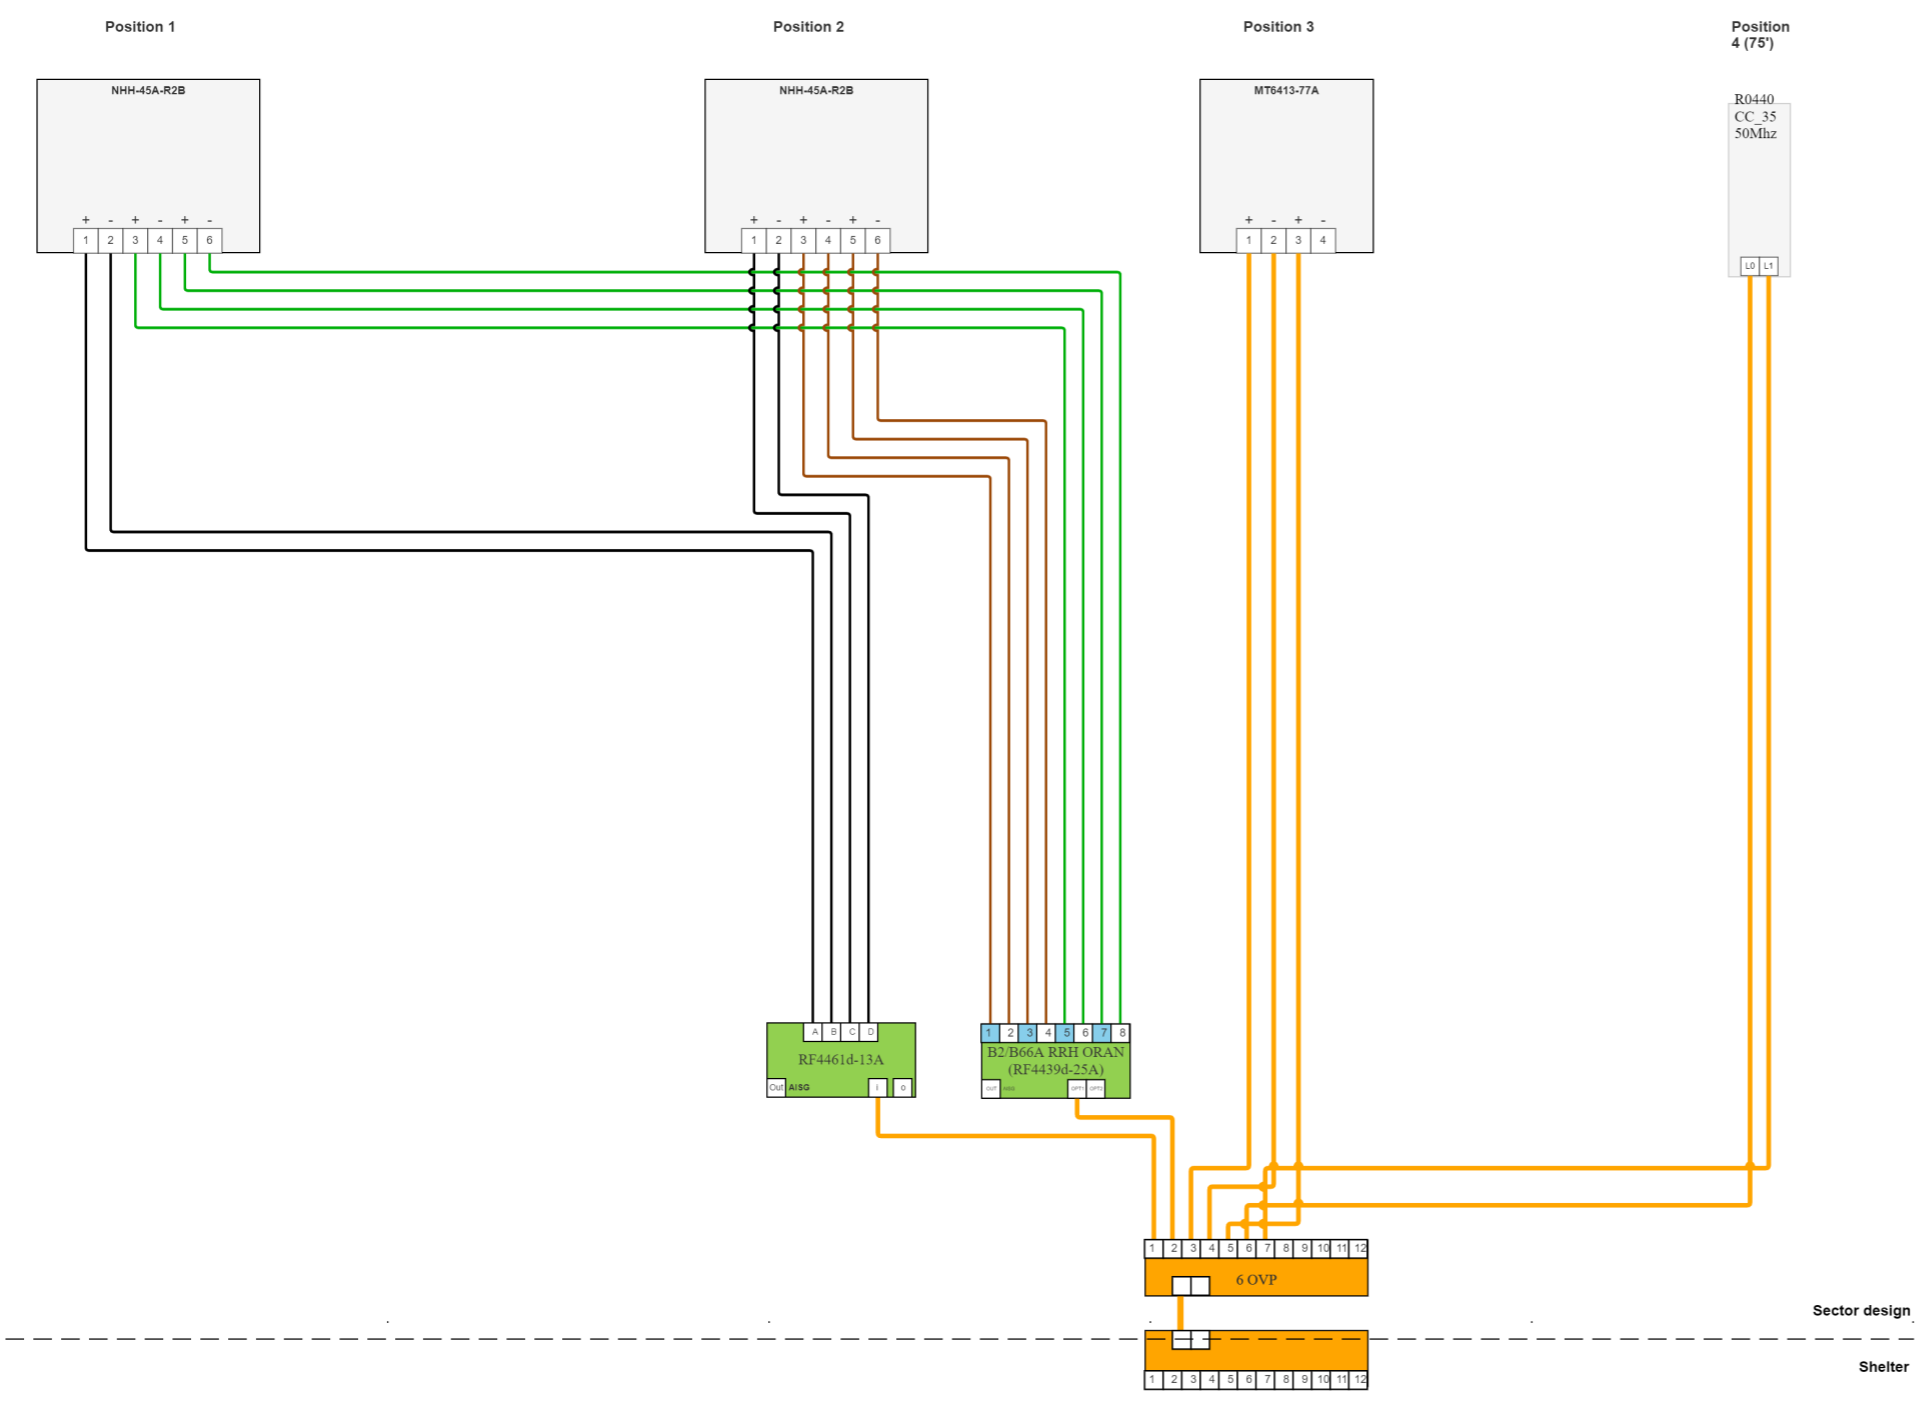 Position 1
Position 2
Position 3
Position
4 (75')
NHH-45A-R2B
NHH-45A-R2B
MT6413-77A
R0440
CC_35
50Mhz
+ - + - + -
1 2 3 4 5 6
+ - + - + -
1 2 3 4 5 6
+ - + -
1 2 3 4
L0 L1
A B C D
RF4461d-13A
Out AISG i o
1 2 3 4 5 6 7 8
B2/B66A RRH ORAN
(RF4439d-25A)
OUT AISG OPT1 OPT2
1 2 3 4 5 6 7 8 9 10 11 12
6 OVP
Sector design
Shelter
1 2 3 4 5 6 7 8 9 10 11 12